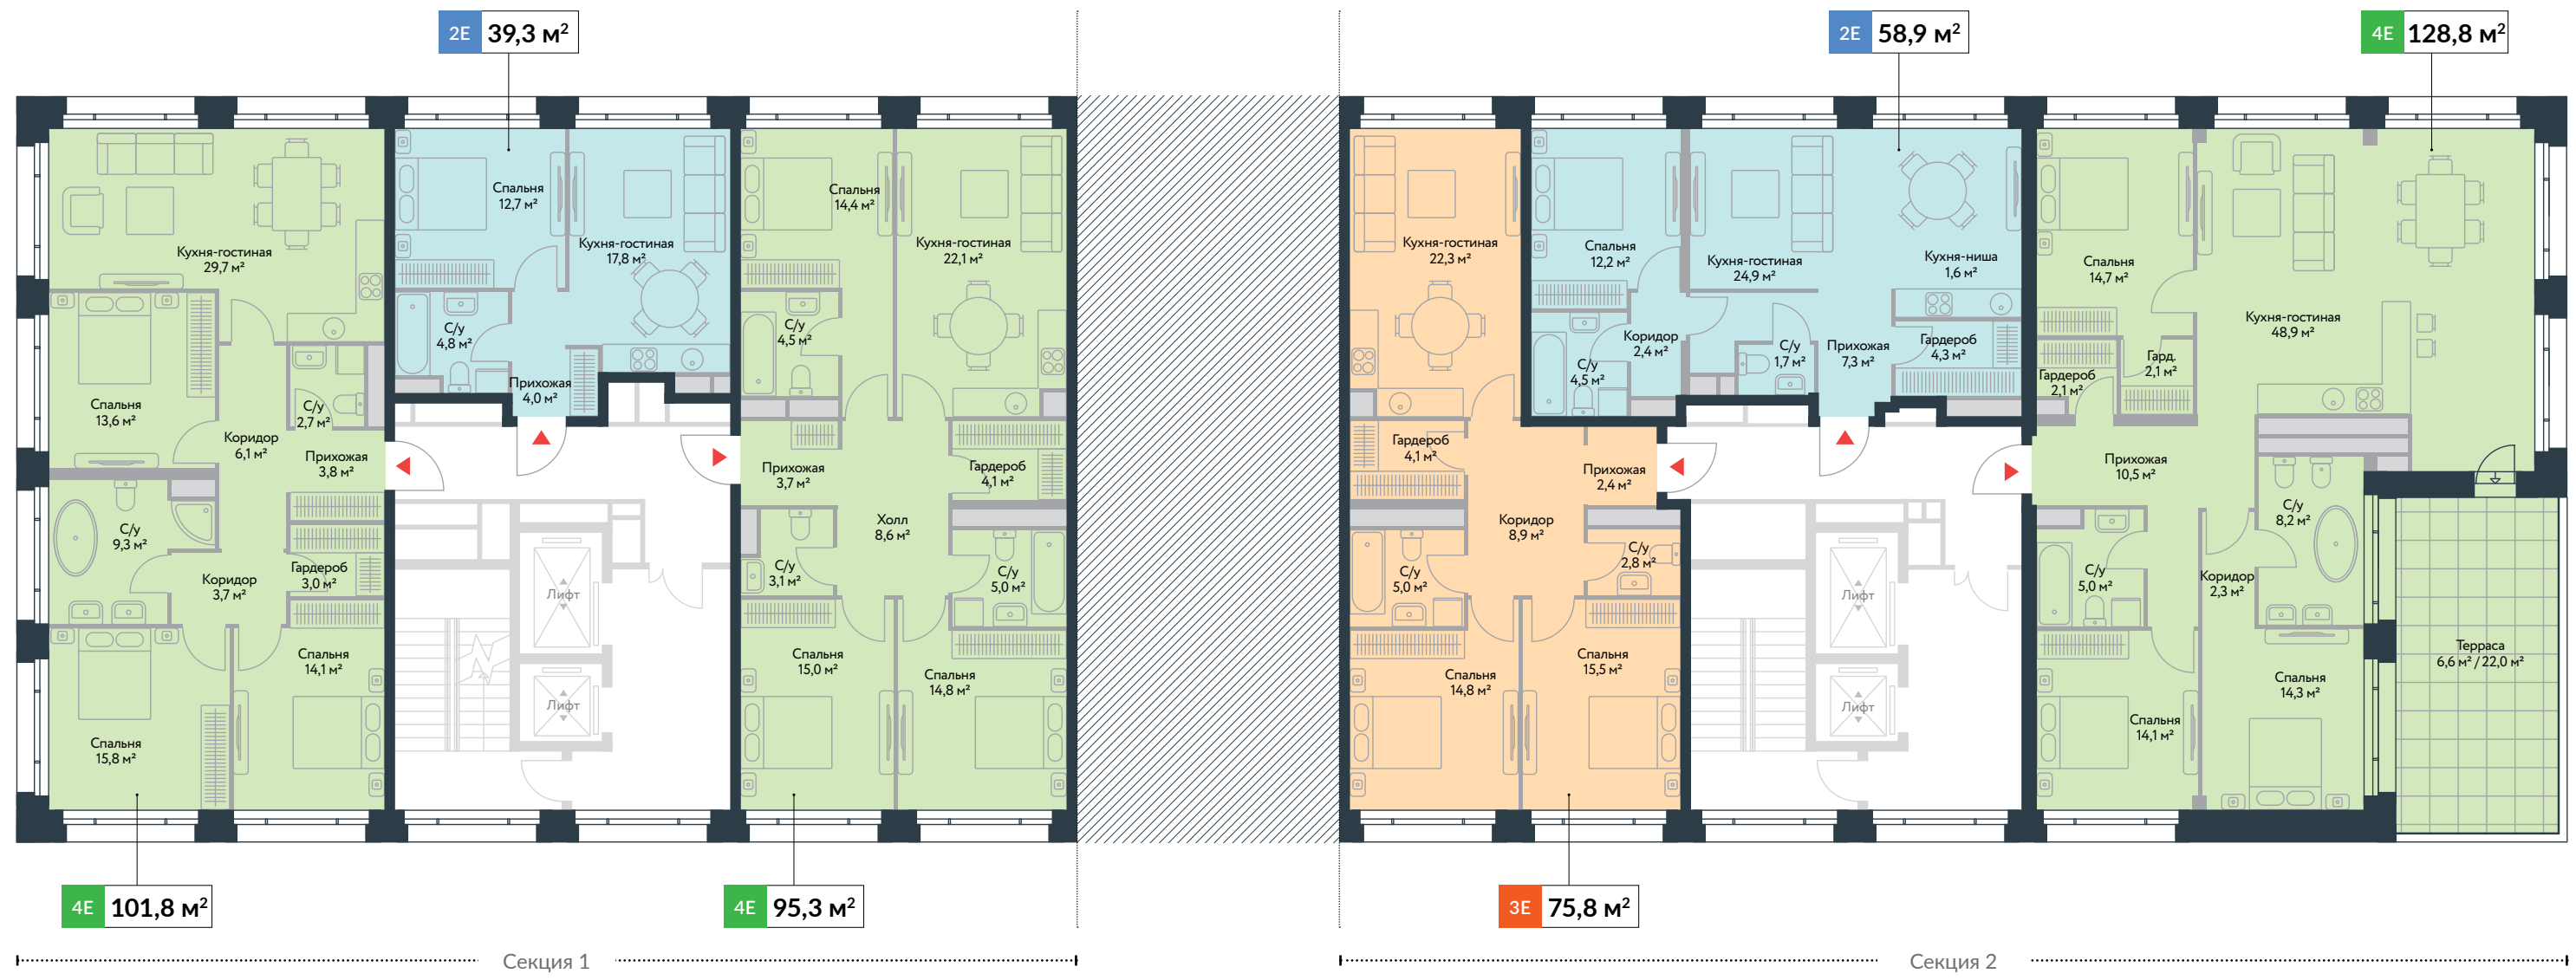 2Е 39,3 м²
2Е 58,9 м²
4Е 128,8 м²
Кухня-гостиная
29,7 м²
Спальня
13,6 м²
С/у
2,7 м²
Коридор
6,1 м²
Прихожая
3,8 м²
С/у
9,3 м²
Коридор
3,7 м²
Гардероб
3,0 м²
Спальня
14,1 м²
Спальня
15,8 м²
Спальня
12,7 м²
Кухня-гостиная
17,8 м²
С/у
4,8 м²
Прихожая
4,0 м²
Лифт
Лифт
Спальня
14,4 м²
Кухня-гостиная
22,1 м²
С/у
4,5 м²
Прихожая
3,7 м²
Гардероб
4,1 м²
Холл
8,6 м²
С/у
3,1 м²
С/у
5,0 м²
Спальня
15,0 м²
Спальня
14,8 м²
Кухня-гостиная
22,3 м²
Гардероб
4,1 м²
Прихожая
2,4 м²
Коридор
8,9 м²
С/у
5,0 м²
С/у
2,8 м²
Спальня
14,8 м²
Спальня
15,5 м²
Спальня
12,2 м²
Кухня-гостиная
24,9 м²
Кухня-ниша
1,6 м²
С/у
4,5 м²
Коридор
2,4 м²
С/у
1,7 м²
Прихожая
7,3 м²
Гардероб
4,3 м²
Лифт
Лифт
Спальня
14,7 м²
Кухня-гостиная
48,9 м²
Гардероб
2,1 м²
Гард.
2,1 м²
Прихожая
10,5 м²
С/у
8,2 м²
С/у
5,0 м²
Коридор
2,3 м²
Спальня
14,1 м²
Спальня
14,3 м²
Терраса
6,6 м² / 22,0 м²
4Е 101,8 м²
4Е 95,3 м²
3Е 75,8 м²
Секция 1
Секция 2